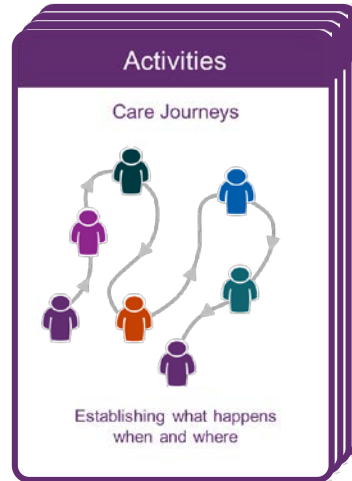 Activities
Care Journeys
Establishing what happens
when and where